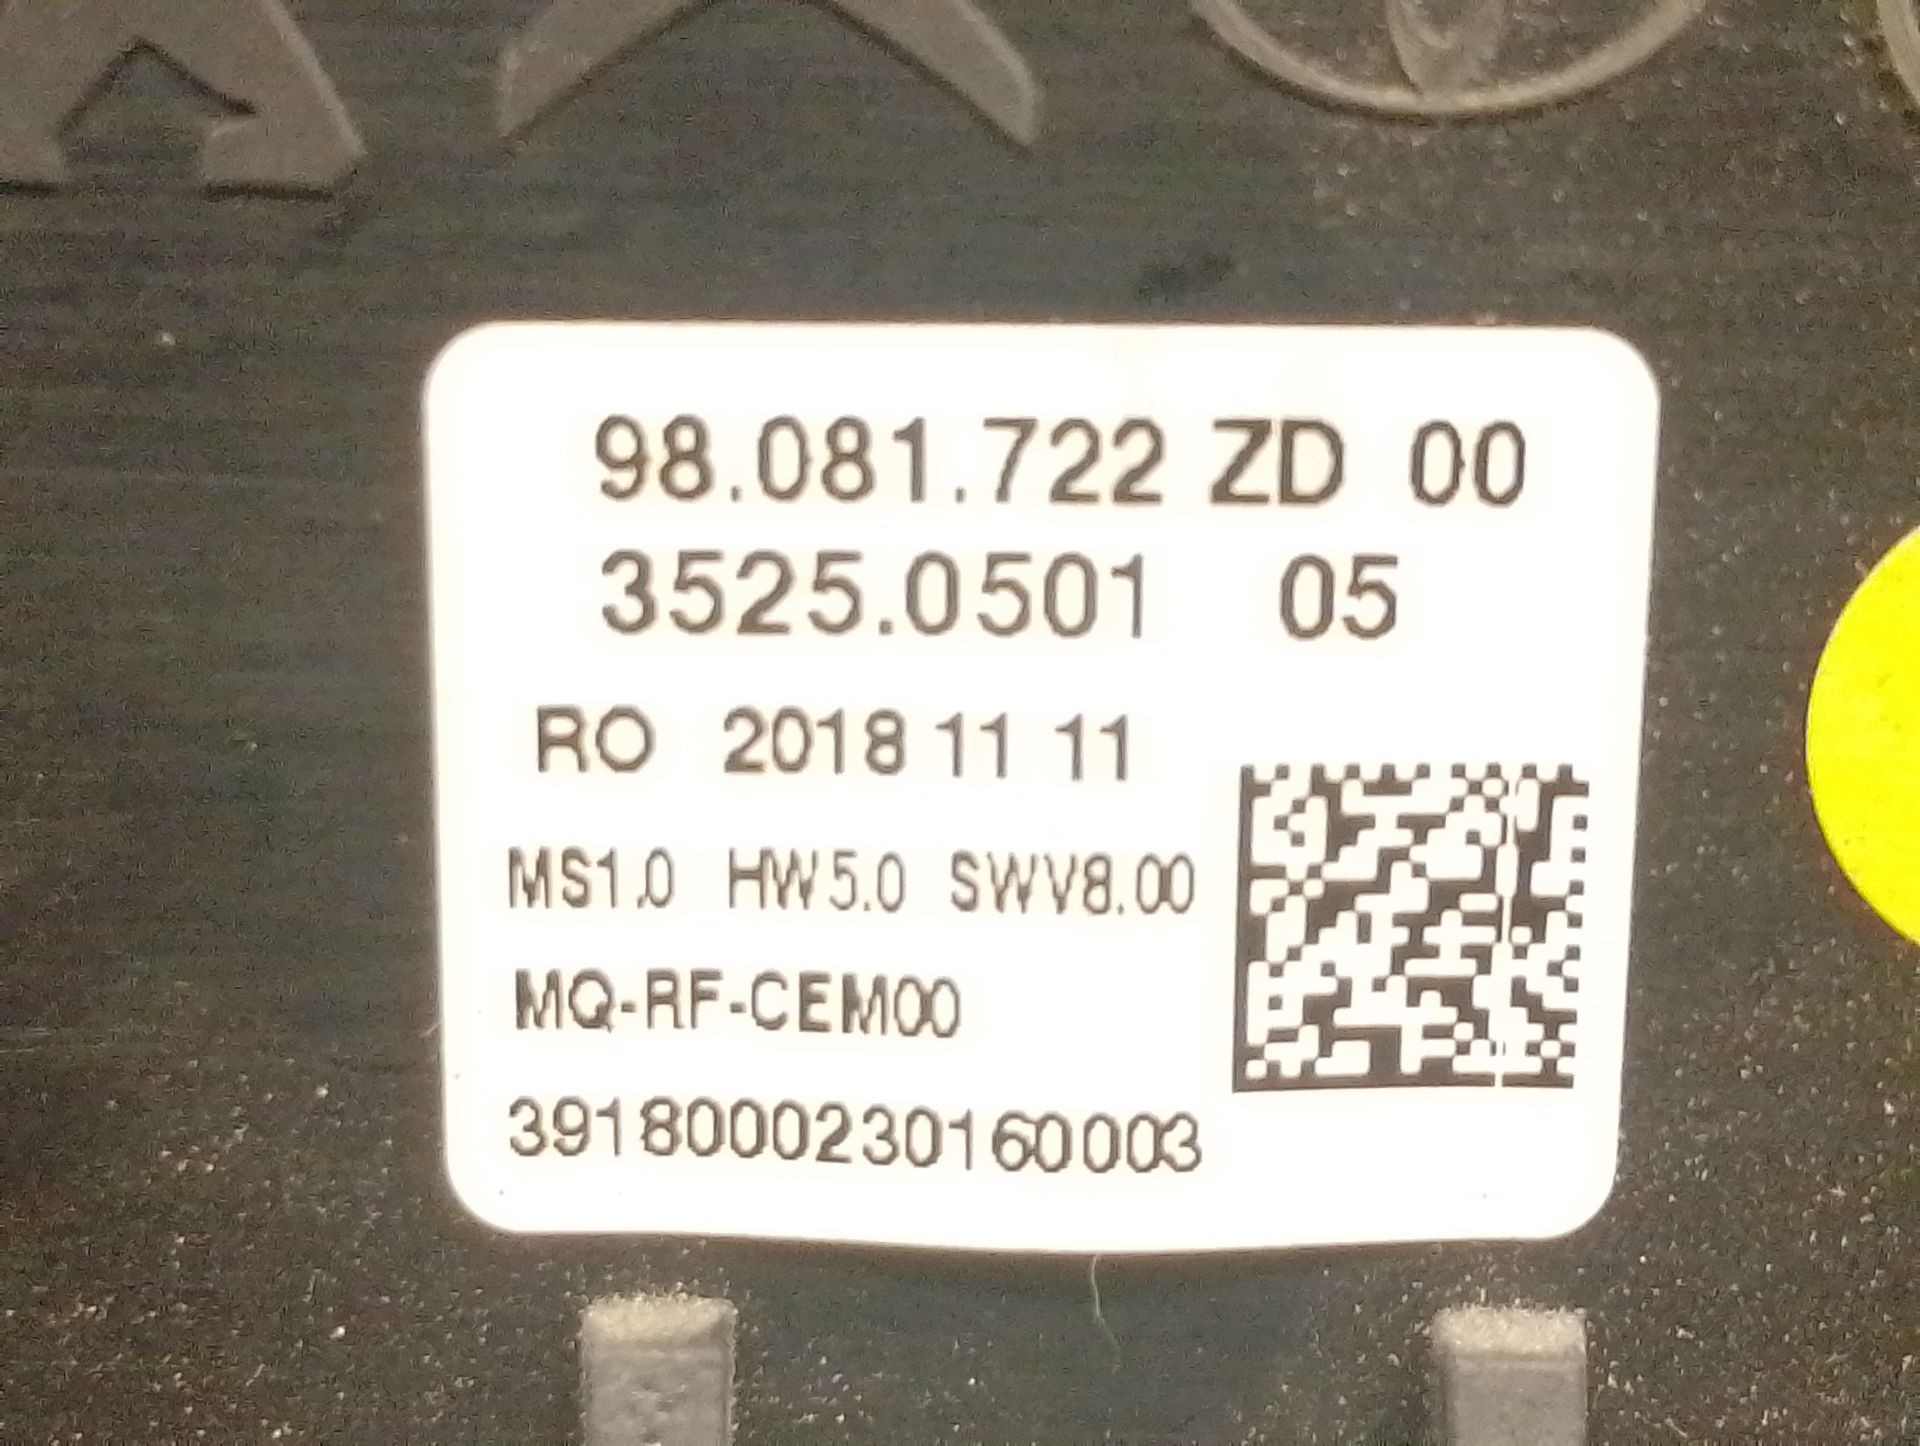 98.081.722 ZD 00
3525.0501 05
RO 2018 11 11
MS1.0 HW5.0 SWV8.00
MQ-RF-CEM00
3918000230160003